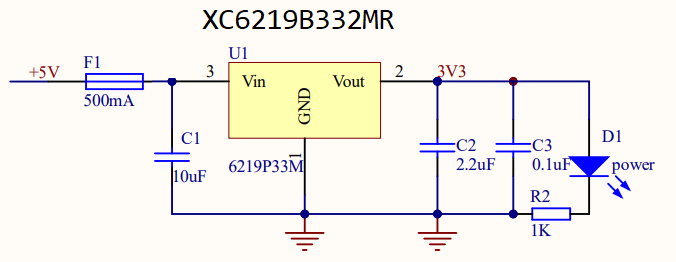 XC6219B332MR
U1
F1
+5V
3
Vin
Vout
2
3V3
500mA
GND
C1
10uF
6219P33M
1
C2
2.2uF
C3
0.1uF
D1
power
R2
1K